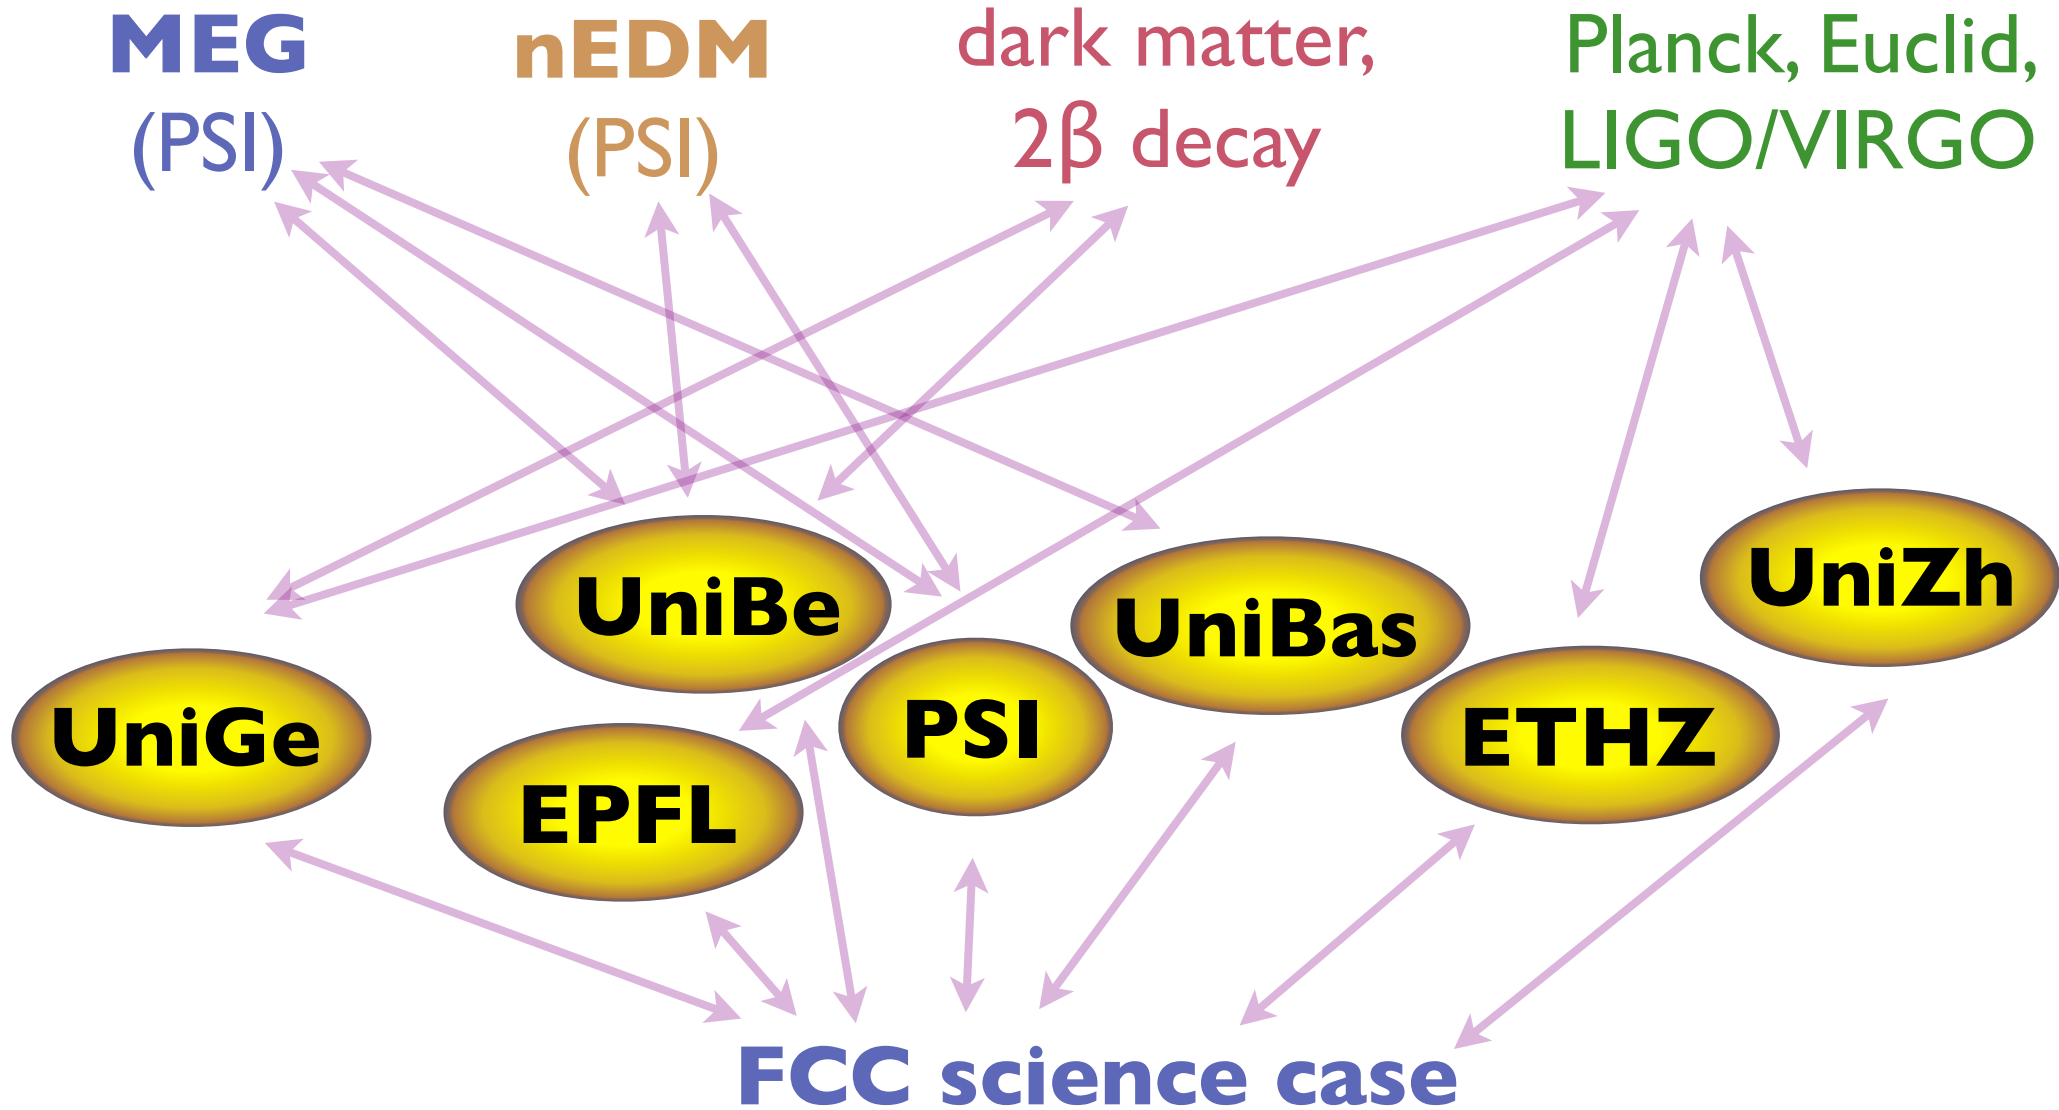 MEG
(PSI)
nEDM
(PSI)
dark matter,
2β decay
Planck, Euclid,
LIGO/VIRGO
UniGe
UniBe
EPFL
PSI
UniBas
ETHZ
UniZh
FCC science case